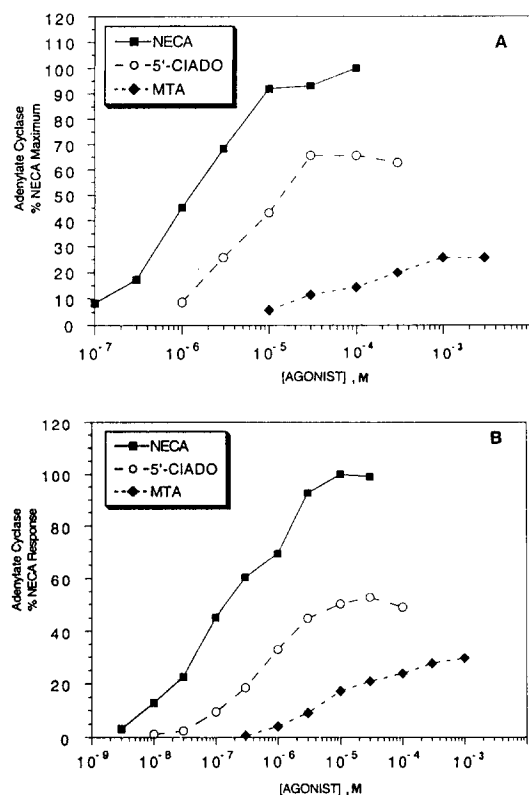 A
NECA
5'-ClADO
MTA
Adenylate Cyclase
% NECA Maximum
120
110
100
90
80
70
60
50
40
30
20
10
0
10-7
10-6
10-5
10-4
10-3
[AGONIST] , M
B
NECA
5'-ClADO
MTA
Adenylate Cyclase
% NECA Response
120
100
80
60
40
20
0
10-9
10-8
10-7
10-6
10-5
10-4
10-3
10-2
[AGONIST] , M